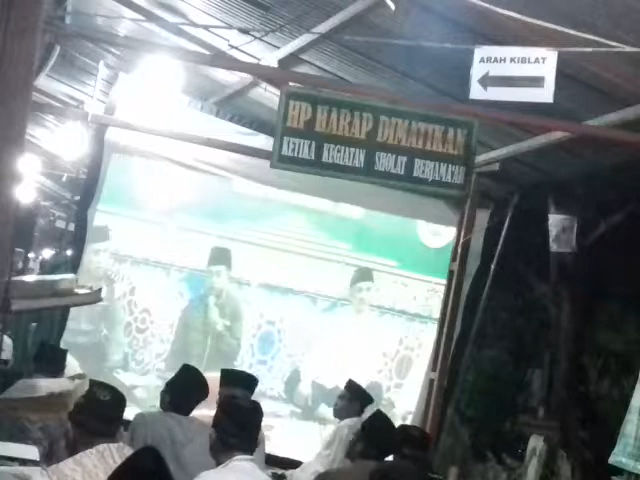 ARAH KIBLAT
HP HARAP DIMATIKAN
KETIKA KEGIATAN SHOLAT BERJAMA'AH